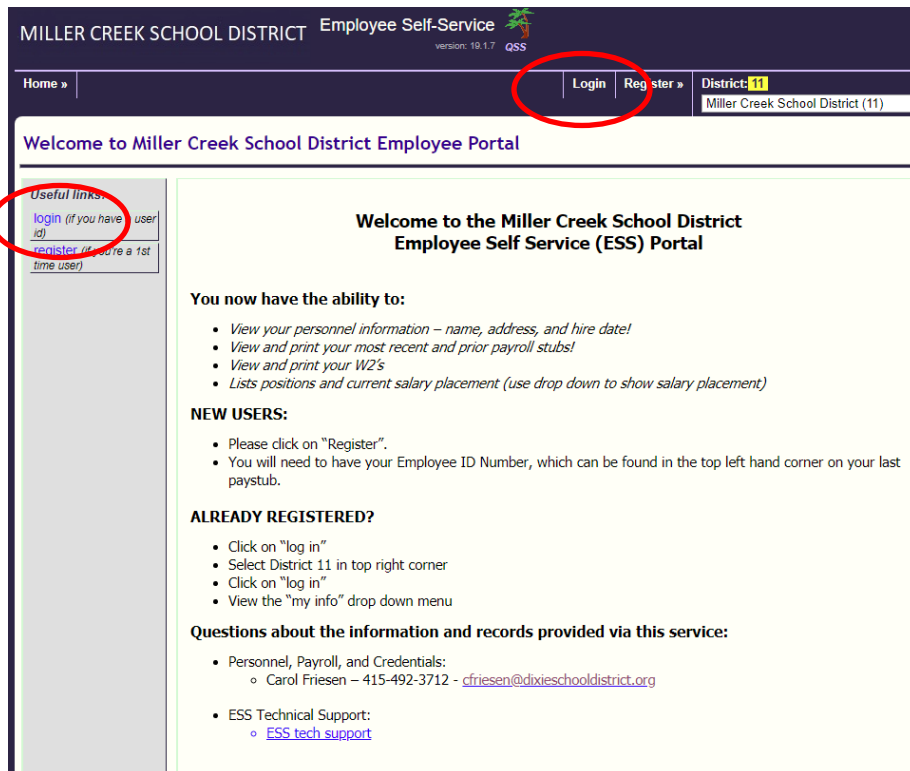 MILLER CREEK SCHOOL DISTRICT Employee Self-Service
version: 19.1.7 QSS
Home » Login Register » District: 11
Miller Creek School District (11)
Welcome to Miller Creek School District Employee Portal
Useful links:
login (if you have a user
id)
register (if you're a 1st
time user)
Welcome to the Miller Creek School District
Employee Self Service (ESS) Portal
You now have the ability to:
• View your personnel information – name, address, and hire date!
• View and print your most recent and prior payroll stubs!
• View and print your W2's
• Lists positions and current salary placement (use drop down to show salary placement)
NEW USERS:
• Please click on "Register".
• You will need to have your Employee ID Number, which can be found in the top left hand corner on your last
paystub.
ALREADY REGISTERED?
• Click on "log in"
• Select District 11 in top right corner
• Click on "log in"
• View the "my info" drop down menu
Questions about the information and records provided via this service:
• Personnel, Payroll, and Credentials:
◦ Carol Friesen – 415-492-3712 - cfriesen@dixieschooldistrict.org
• ESS Technical Support:
◦ ESS tech support